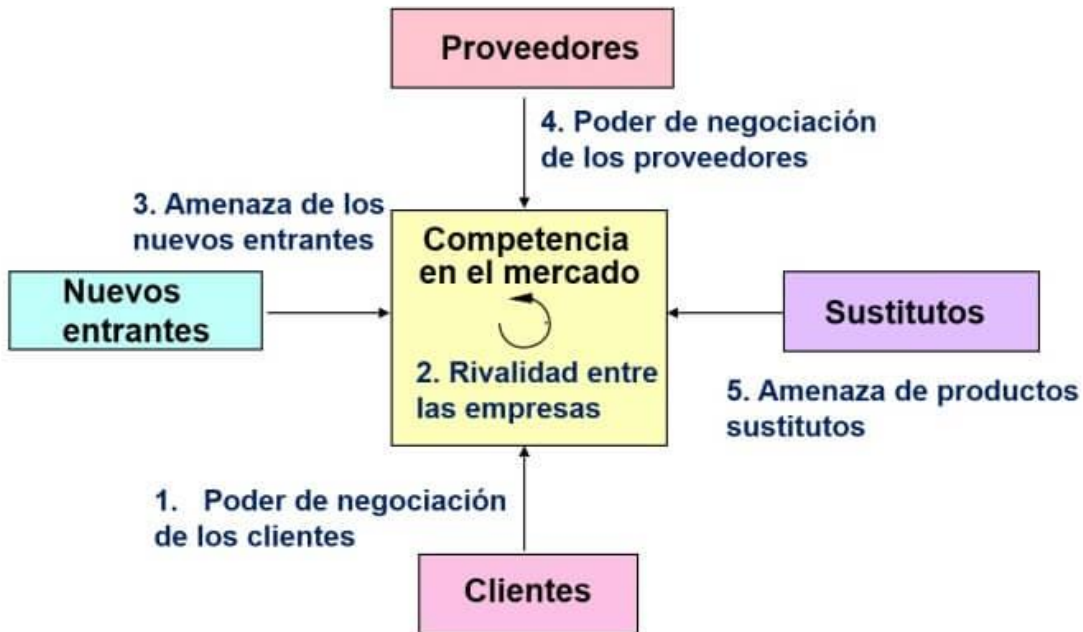 Proveedores
4. Poder de negociación
de los proveedores
3. Amenaza de los
nuevos entrantes
Competencia
en el mercado
Nuevos
entrantes
Sustitutos
2. Rivalidad entre
las empresas
5. Amenaza de productos
sustitutos
1. Poder de negociación
de los clientes
Clientes